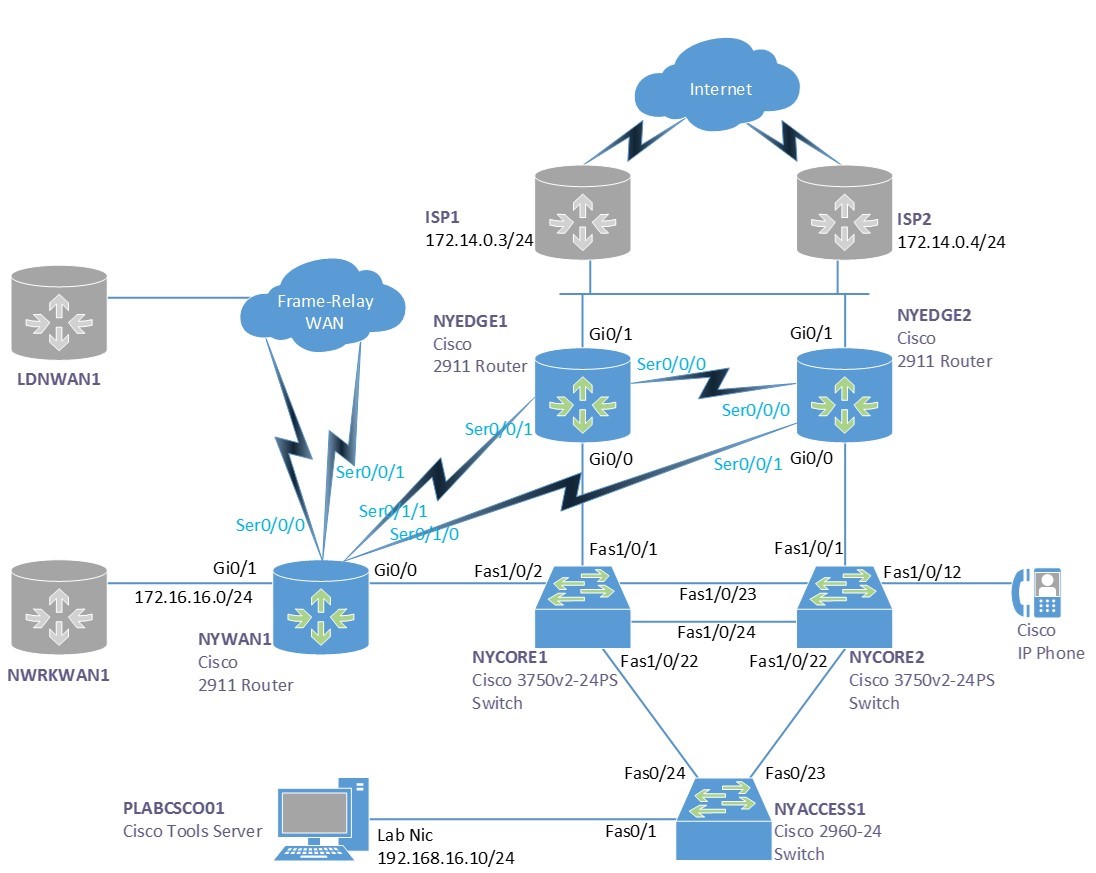 Internet
ISP1
172.14.0.3/24
ISP2
172.14.0.4/24
Frame-Relay
WAN
LDNWAN1
NYEDGE1
Cisco
2911 Router
Gi0/1
Gi0/1
NYEDGE2
Cisco
2911 Router
Ser0/0/0
Ser0/0/0
Ser0/0/1
Ser0/0/1
Gi0/0
Gi0/0
Ser0/0/1
Ser0/1/1
Ser0/0/0
Ser0/1/0
Fas1/0/1
Fas1/0/1
Gi0/1
172.16.16.0/24
Gi0/0
Fas1/0/2
Fas1/0/23
Fas1/0/24
Fas1/0/12
Cisco
IP Phone
NWRKWAN1
NYWAN1
Cisco
2911 Router
NYCORE1
Cisco 3750v2-24PS
Switch
Fas1/0/22
Fas1/0/22
NYCORE2
Cisco 3750v2-24PS
Switch
Fas0/24
Fas0/23
PLABCSCO01
Cisco Tools Server
Lab Nic
192.168.16.10/24
Fas0/1
NYACCESS1
Cisco 2960-24
Switch